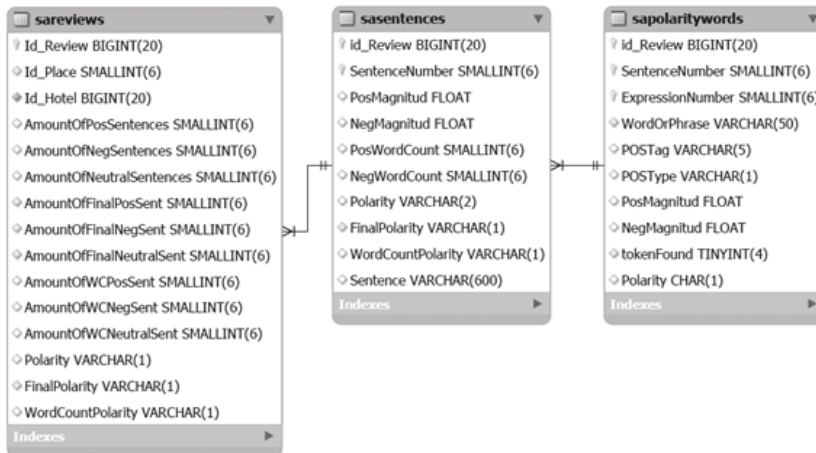 sareviews
Id_Review BIGINT(20)
Id_Place SMALLINT(6)
Id_Hotel BIGINT(20)
AmountOfPosSentences SMALLINT(6)
AmountOfNegSentences SMALLINT(6)
AmountOfNeutralSentences SMALLINT(6)
AmountOfFinalPosSent SMALLINT(6)
AmountOfFinalNegSent SMALLINT(6)
AmountOfFinalNeutralSent SMALLINT(6)
AmountOfWCPosSent SMALLINT(6)
AmountOfWCNegSent SMALLINT(6)
AmountOfWCNeutralSent SMALLINT(6)
Polarity VARCHAR(1)
FinalPolarity VARCHAR(1)
WordCountPolarity VARCHAR(1)
Indexes
sasentences
id_Review BIGINT(20)
SentenceNumber SMALLINT(6)
PosMagnitud FLOAT
NegMagnitud FLOAT
PosWordCount SMALLINT(6)
NegWordCount SMALLINT(6)
Polarity VARCHAR(2)
FinalPolarity VARCHAR(1)
WordCountPolarity VARCHAR(1)
Sentence VARCHAR(600)
Indexes
sapolaritywords
id_Review BIGINT(20)
SentenceNumber SMALLINT(6)
ExpressionNumber SMALLINT(6)
WordOrPhrase VARCHAR(50)
POSTag VARCHAR(5)
POSType VARCHAR(1)
PosMagnitud FLOAT
NegMagnitud FLOAT
tokenFound TINYINT(4)
Polarity CHAR(1)
Indexes